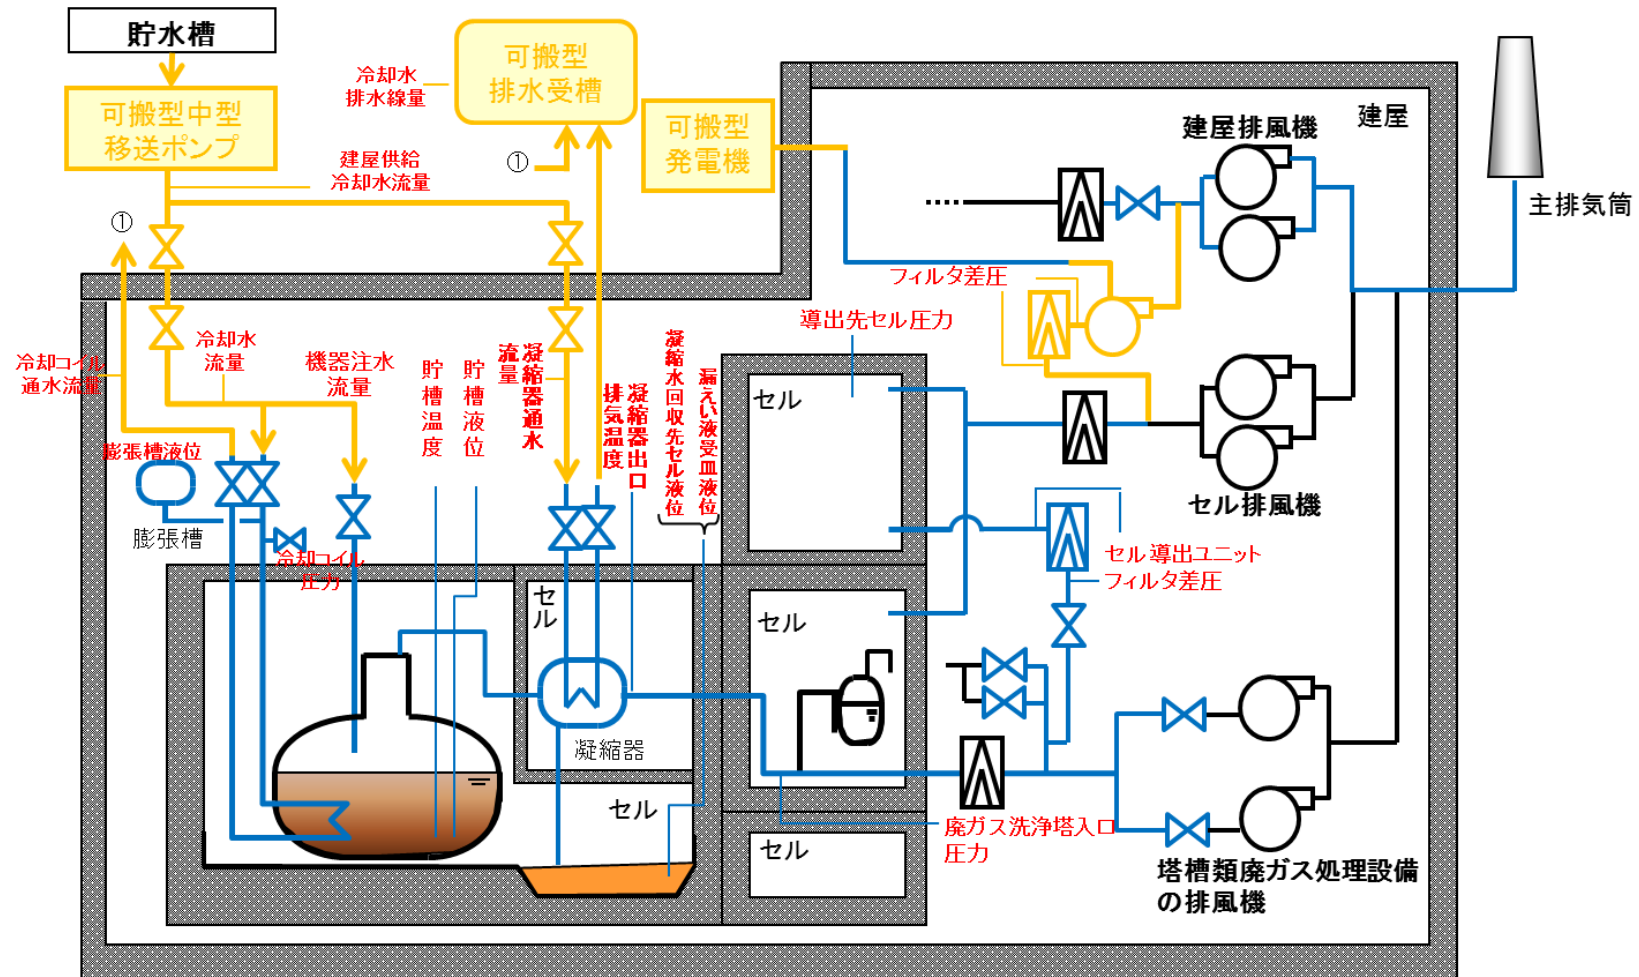 貯水槽
可搬型中型
移送ポンプ
冷却水
排水線量
可搬型
排水受槽
可搬型
発電機
建屋供給
冷却水流量
①
①
建屋排風機
建屋
主排気筒
フィルタ差圧
導出先セル圧力
冷却コイル
通水流量
冷却水
流量
機器注水
流量
貯槽温度
貯槽液位
凝縮器通水
流量
凝縮器出口
排気温度
凝縮水回収先セル液位
漏えい液受皿液位
セル
膨張槽液位
膨張槽
冷却コイル
圧力
セル排風機
セル導出ユニット
フィルタ差圧
セル
セル
凝縮器
セル
セル
廃ガス洗浄塔入口
圧力
塔槽類廃ガス処理設備
の排風機